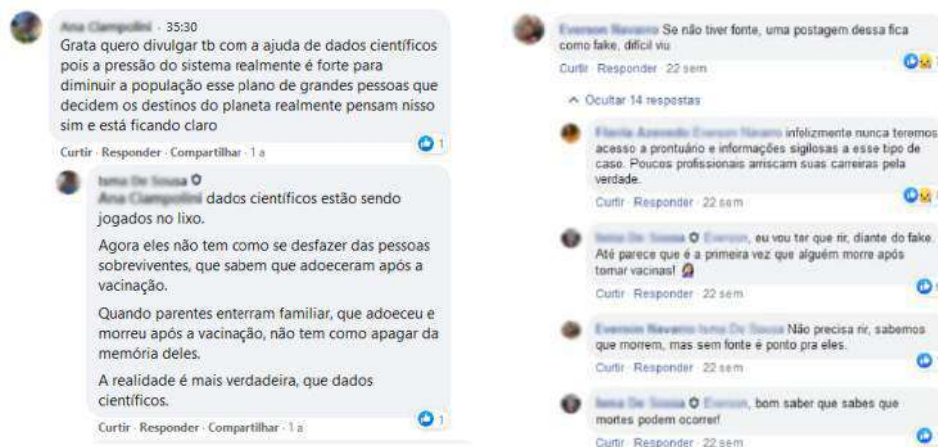 · 35:30
Grata quero divulgar tb com a ajuda de dados científicos
pois a pressão do sistema realmente é forte para
diminuir a população esse plano de grandes pessoas que
decidem os destinos do planeta realmente pensam nisso
sim e está ficando claro
Curtir · Responder · Compartilhar · 1 a
1
dados científicos estão sendo
jogados no lixo.
Agora eles não tem como se desfazer das pessoas
sobreviventes, que sabem que adoeceram após a
vacinação.
Quando parentes enterram familiar, que adoeceu e
morreu após a vacinação, não tem como apagar da
memória deles.
A realidade é mais verdadeira, que dados
científicos.
Curtir · Responder · Compartilhar · 1 a
1
Se não tiver fonte, uma postagem dessa fica
como fake, difícil viu
Curtir · Responder · 22 sem
Ocultar 14 respostas
infelizmente nunca teremos
acesso a prontuário e informações sigilosas a esse tipo de
caso. Poucos profissionais arriscam suas carreiras pela
verdade.
Curtir · Responder · 22 sem
, eu vou ter que rir, diante do fake.
Até parece que é a primeira vez que alguém morre após
tomar vacinas!
Curtir · Responder · 22 sem
Não precisa rir, sabemos
que morrem, mas sem fonte é ponto pra eles.
Curtir · Responder · 22 sem
, bom saber que sabes que
mortes podem ocorrer!
Curtir · Responder · 22 sem